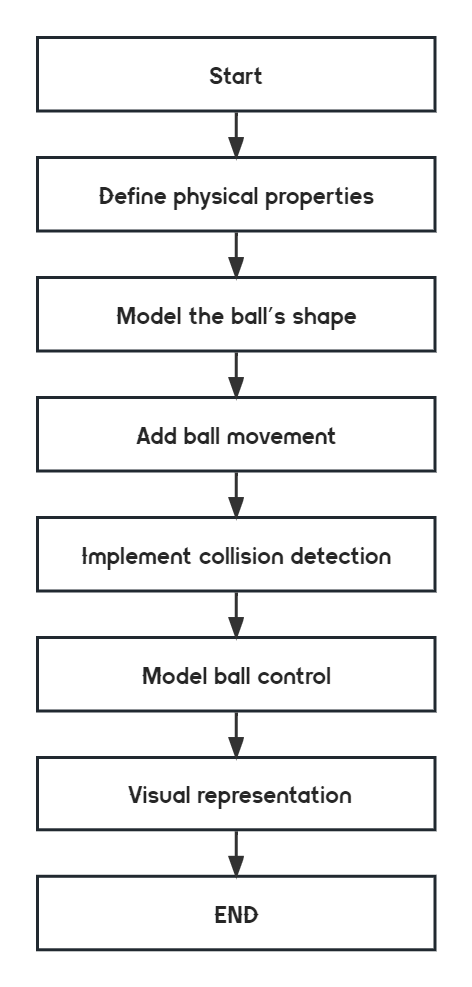 Start
Define physical properties
Model the ball's shape
Add ball movement
Implement collision detection
Model ball control
Visual representation
END